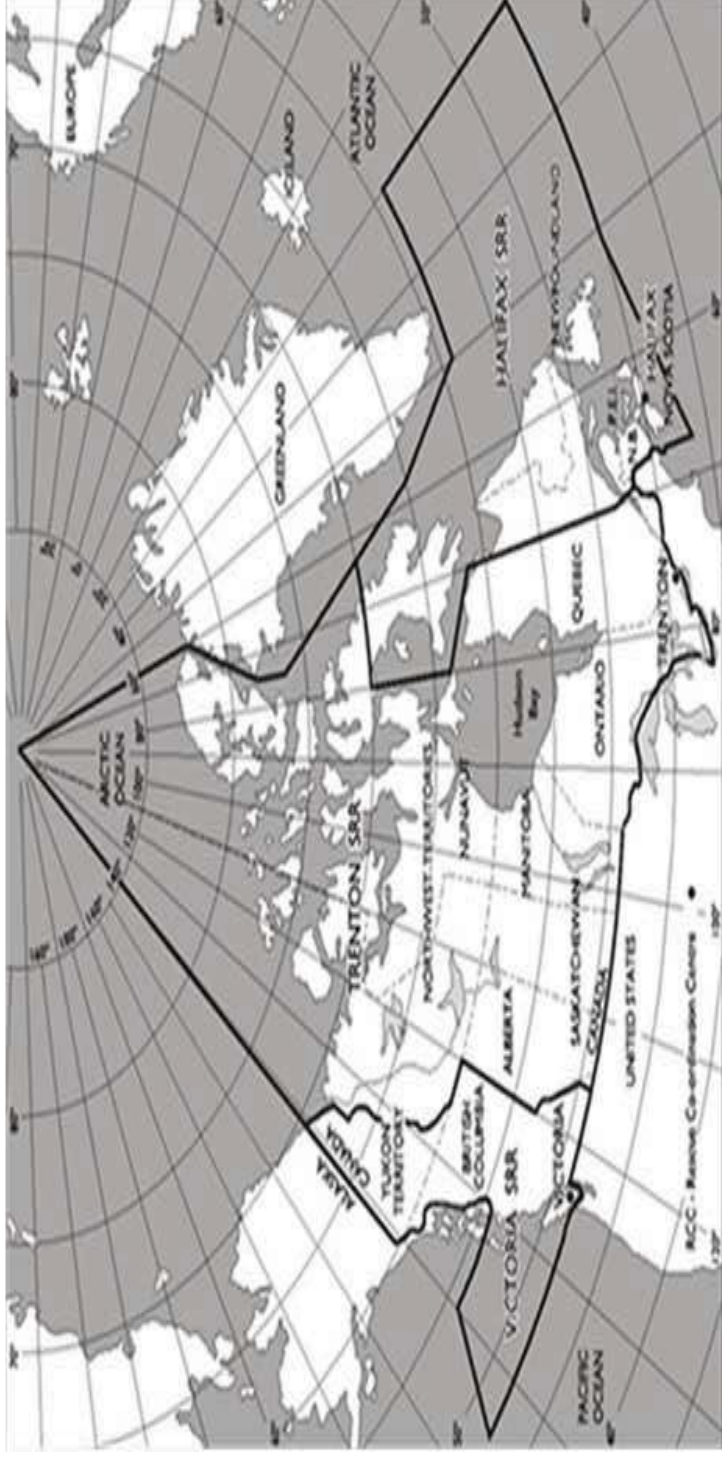 EUROPE
ICELAND
ATLANTIC
OCEAN
GREENLAND
ARCTIC
OCEAN
HALIFAX SRR
NEWFOUNDLAND
P.E.I.
N.B.
HALIFAX
NOVA SCOTIA
QUEBEC
TRENTON
ONTARIO
Hudson
Bay
TRENTON SRR
NORTHWEST TERRITORIES
NUNAVUT
MANITOBA
SASKATCHEWAN
ALBERTA
CANADA
UNITED STATES
ALASKA
CANADA
YUKON
TERRITORY
BRITISH
COLUMBIA
VICTORIA
VICTORIA SRR
PACIFIC
OCEAN
RCC - Rescue Co-ordination Centre